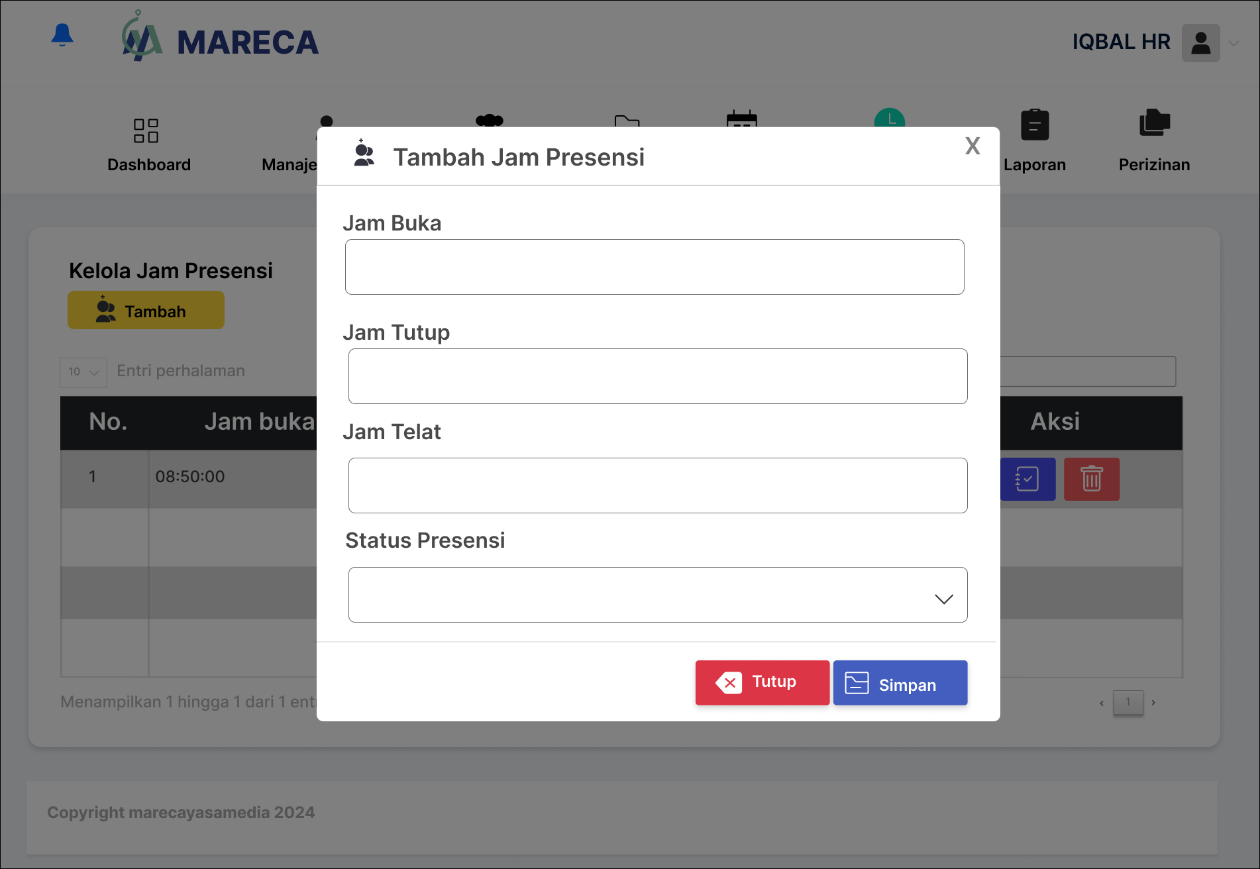 MARECA
IQBAL HR
Dashboard
Manaje
Laporan
Perizinan
Tambah Jam Presensi
X
Jam Buka
Jam Tutup
Jam Telat
Status Presensi
Tutup
Simpan
Kelola Jam Presensi
Tambah
10
Entri perhalaman
No.
Jam buka
Aksi
1
08:50:00
Menampilkan 1 hingga 1 dari 1 ent
‹ 1 ›
Copyright marecayasamedia 2024